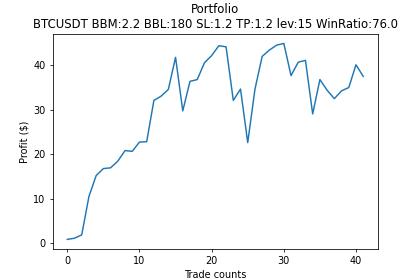 Portfolio
BTCUSDT BBM:2.2 BBL:180 SL:1.2 TP:1.2 lev:15 WinRatio:76.0
40
30
20
10
0
Profit ($)
0 10 20 30 40
Trade counts